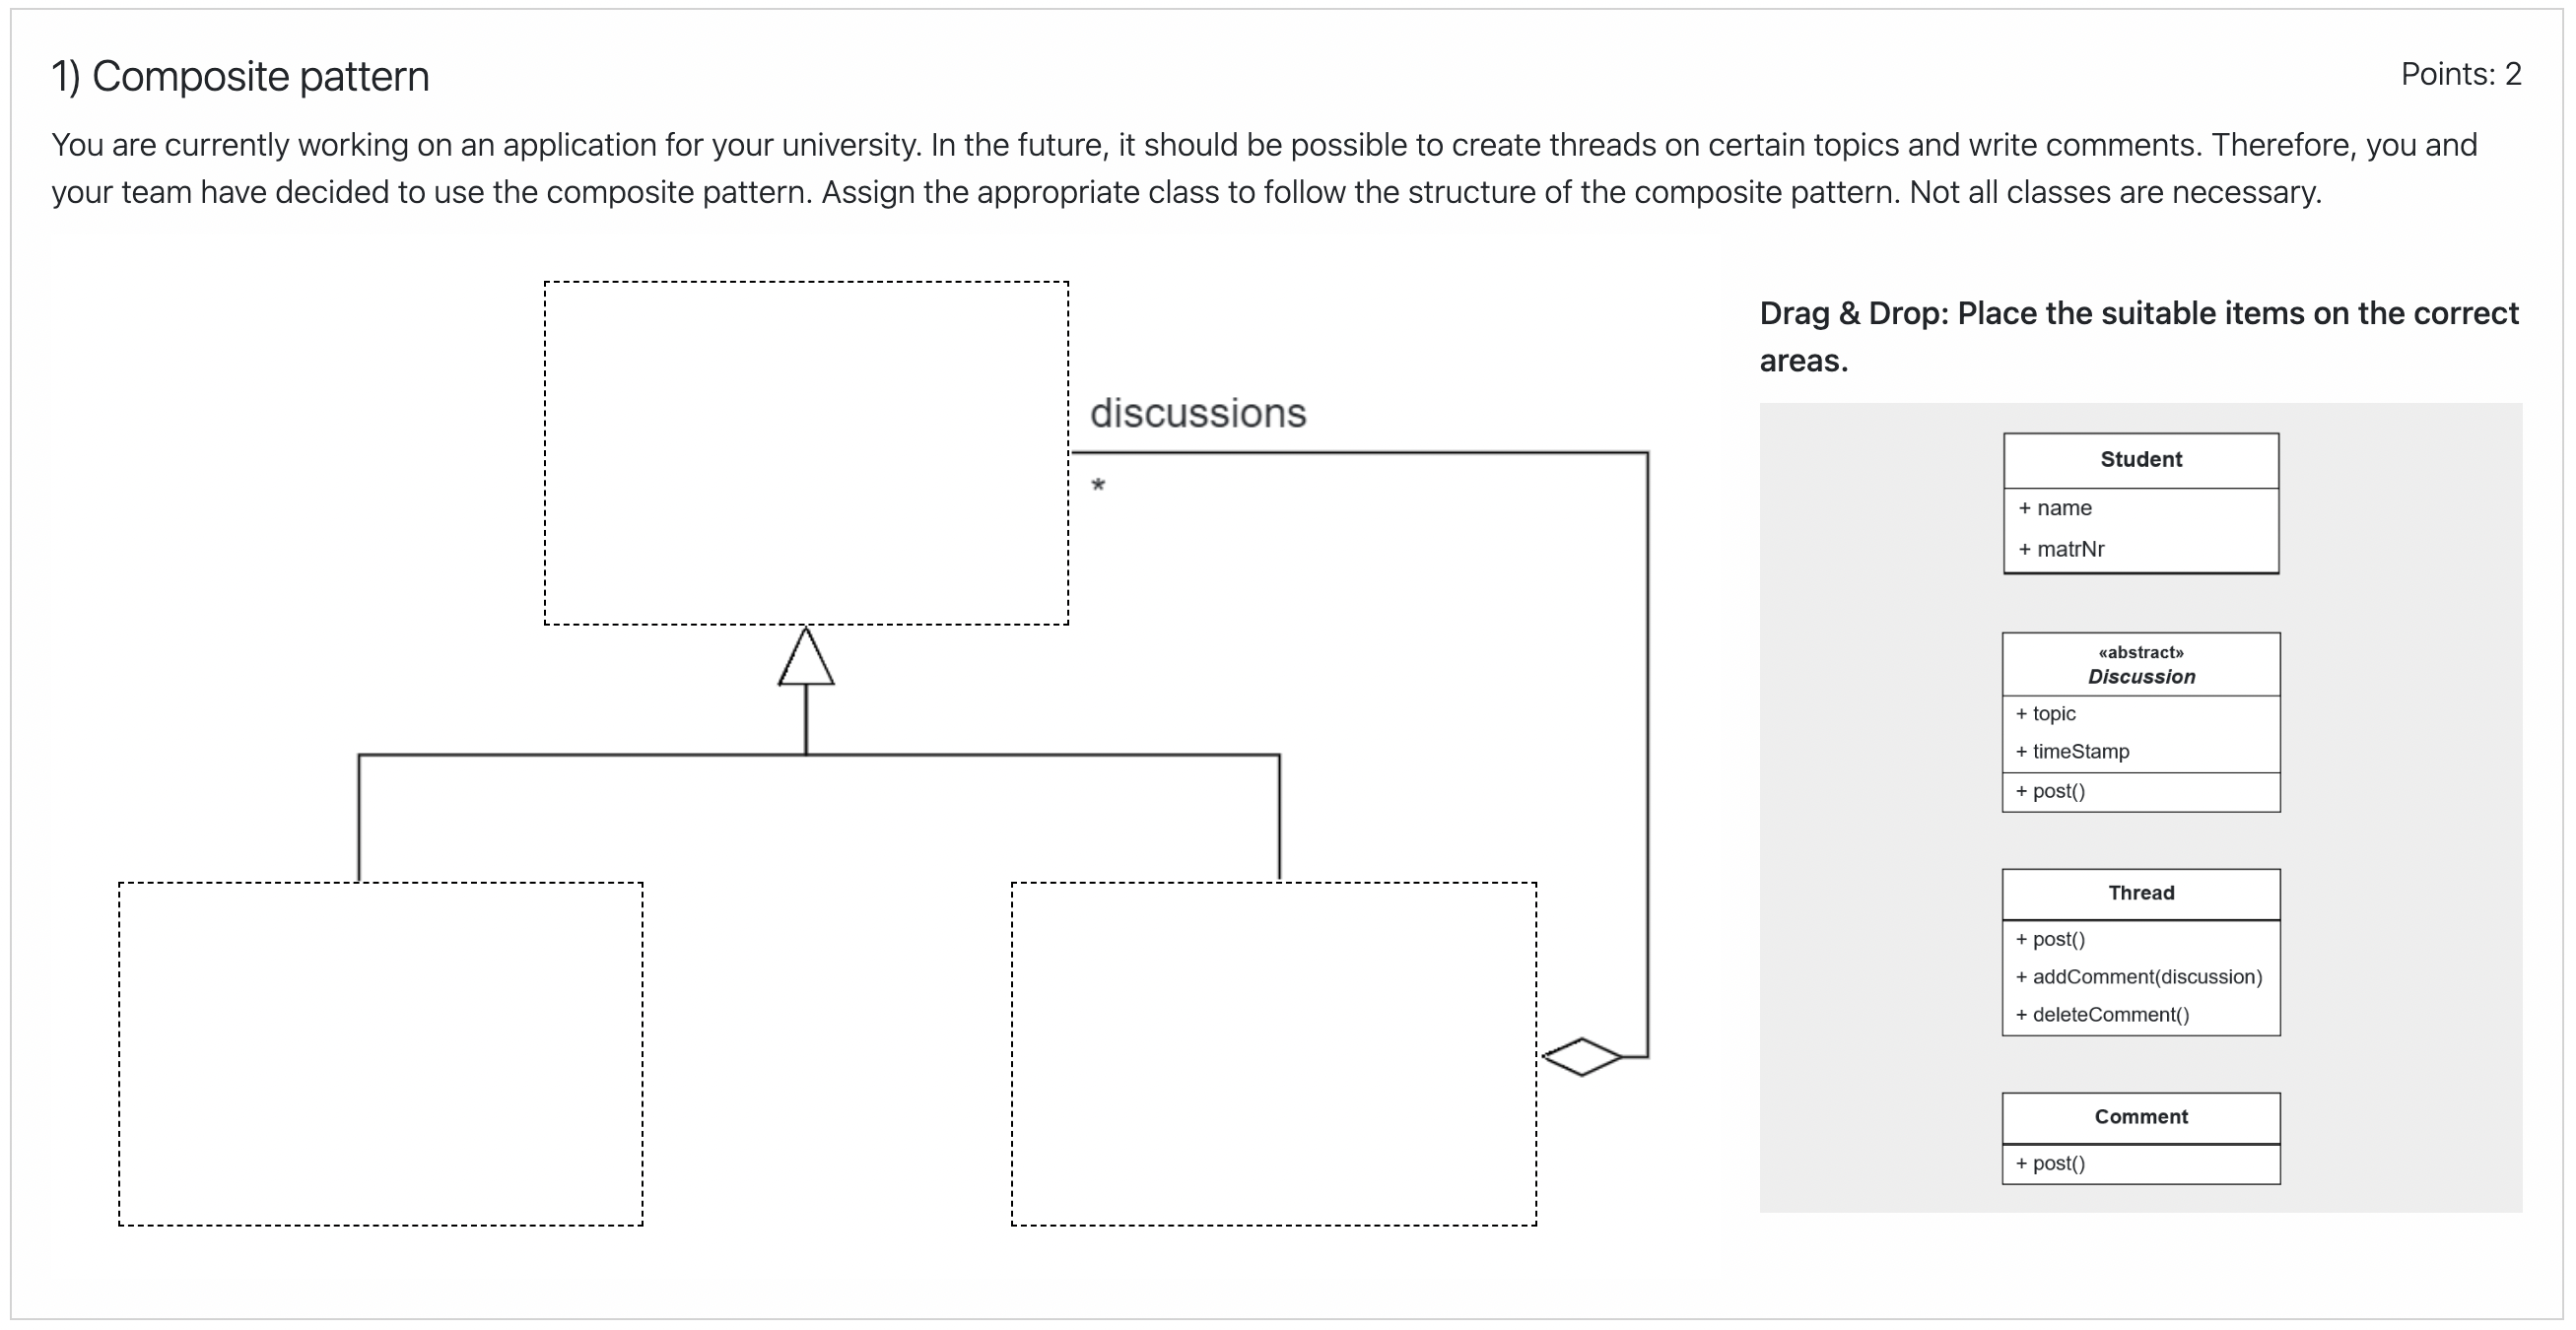 1) Composite pattern
Points: 2
You are currently working on an application for your university. In the future, it should be possible to create threads on certain topics and write comments. Therefore, you and
your team have decided to use the composite pattern. Assign the appropriate class to follow the structure of the composite pattern. Not all classes are necessary.
discussions
*
Drag & Drop: Place the suitable items on the correct
areas.
Student
+ name
+ matrNr
«abstract»
Discussion
+ topic
+ timeStamp
+ post()
Thread
+ post()
+ addComment(discussion)
+ deleteComment()
Comment
+ post()